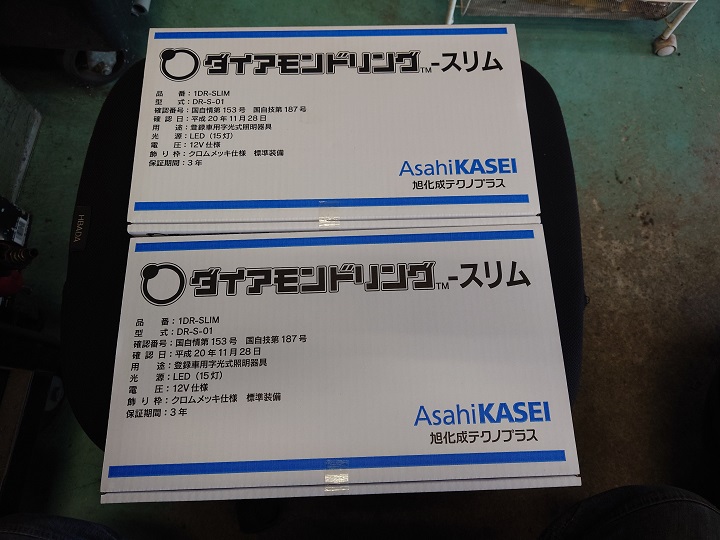 ダイアモンドリング™-スリム
品番：1DR-SLIM
型式：DR-S-01
確認番号：国自情第153号 国自技第187号
確認日：平成20年11月28日
用途：登録車用字光式照明器具
光源：LED（15灯）
電圧：12V仕様
飾り枠：クロムメッキ仕様 標準装備
保証期間：3年
AsahiKASEI
旭化成テクノプラス
ダイアモンドリング™-スリム
品番：1DR-SLIM
型式：DR-S-01
確認番号：国自情第153号 国自技第187号
確認日：平成20年11月28日
用途：登録車用字光式照明器具
光源：LED（15灯）
電圧：12V仕様
飾り枠：クロムメッキ仕様 標準装備
保証期間：3年
AsahiKASEI
旭化成テクノプラス
HBADA